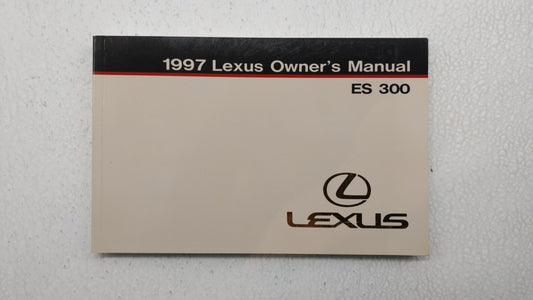 1997 Lexus Owner's Manual
ES 300
LEXUS